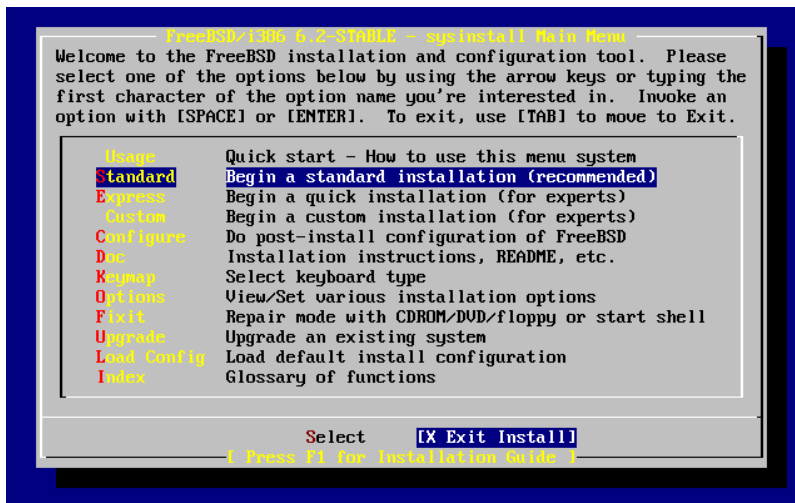 FreeBSD/i386 6.2-STABLE - sysinstall Main Menu
Welcome to the FreeBSD installation and configuration tool.  Please
select one of the options below by using the arrow keys or typing the
first character of the option name you're interested in.  Invoke an
option with [SPACE] or [ENTER].  To exit, use [TAB] to move to Exit.
Usage Quick start - How to use this menu system
Standard Begin a standard installation (recommended)
Express Begin a quick installation (for experts)
Custom Begin a custom installation (for experts)
Configure Do post-install configuration of FreeBSD
Doc Installation instructions, README, etc.
Keymap Select keyboard type
Options View/Set various installation options
Fixit Repair mode with CDROM/DVD/floppy or start shell
Upgrade Upgrade an existing system
Load Config Load default install configuration
Index Glossary of functions
Select [X Exit Install]
[ Press F1 for Installation Guide ]